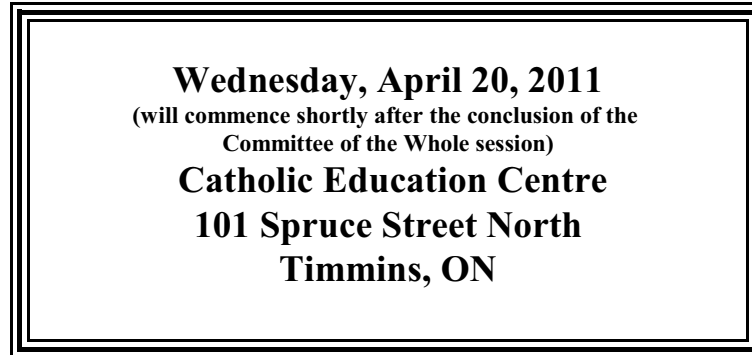 Wednesday, April 20, 2011
(will commence shortly after the conclusion of the
Committee of the Whole session)
Catholic Education Centre
101 Spruce Street North
Timmins, ON